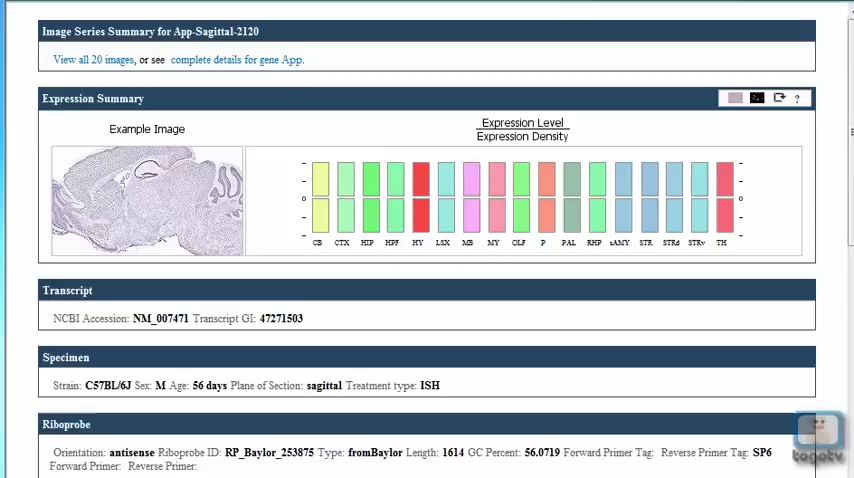 Image Series Summary for App-Sagittal-2120
View all 20 images, or see complete details for gene App.
Expression Summary
?
Example Image
Expression Level
Expression Density
0 0
CB CTX HIP HPF HY LSX MB MY OLF P PAL RHP sAMY STR STRd STRv TH
Transcript
NCBI Accession: NM_007471 Transcript GI: 47271503
Specimen
Strain: C57BL/6J Sex: M Age: 56 days Plane of Section: sagittal Treatment type: ISH
Riboprobe
Orientation: antisense Riboprobe ID: RP_Baylor_253875 Type: fromBaylor Length: 1614 GC Percent: 56.0719 Forward Primer Tag: Reverse Primer Tag: SP6
Forward Primer: Reverse Primer:
togotv